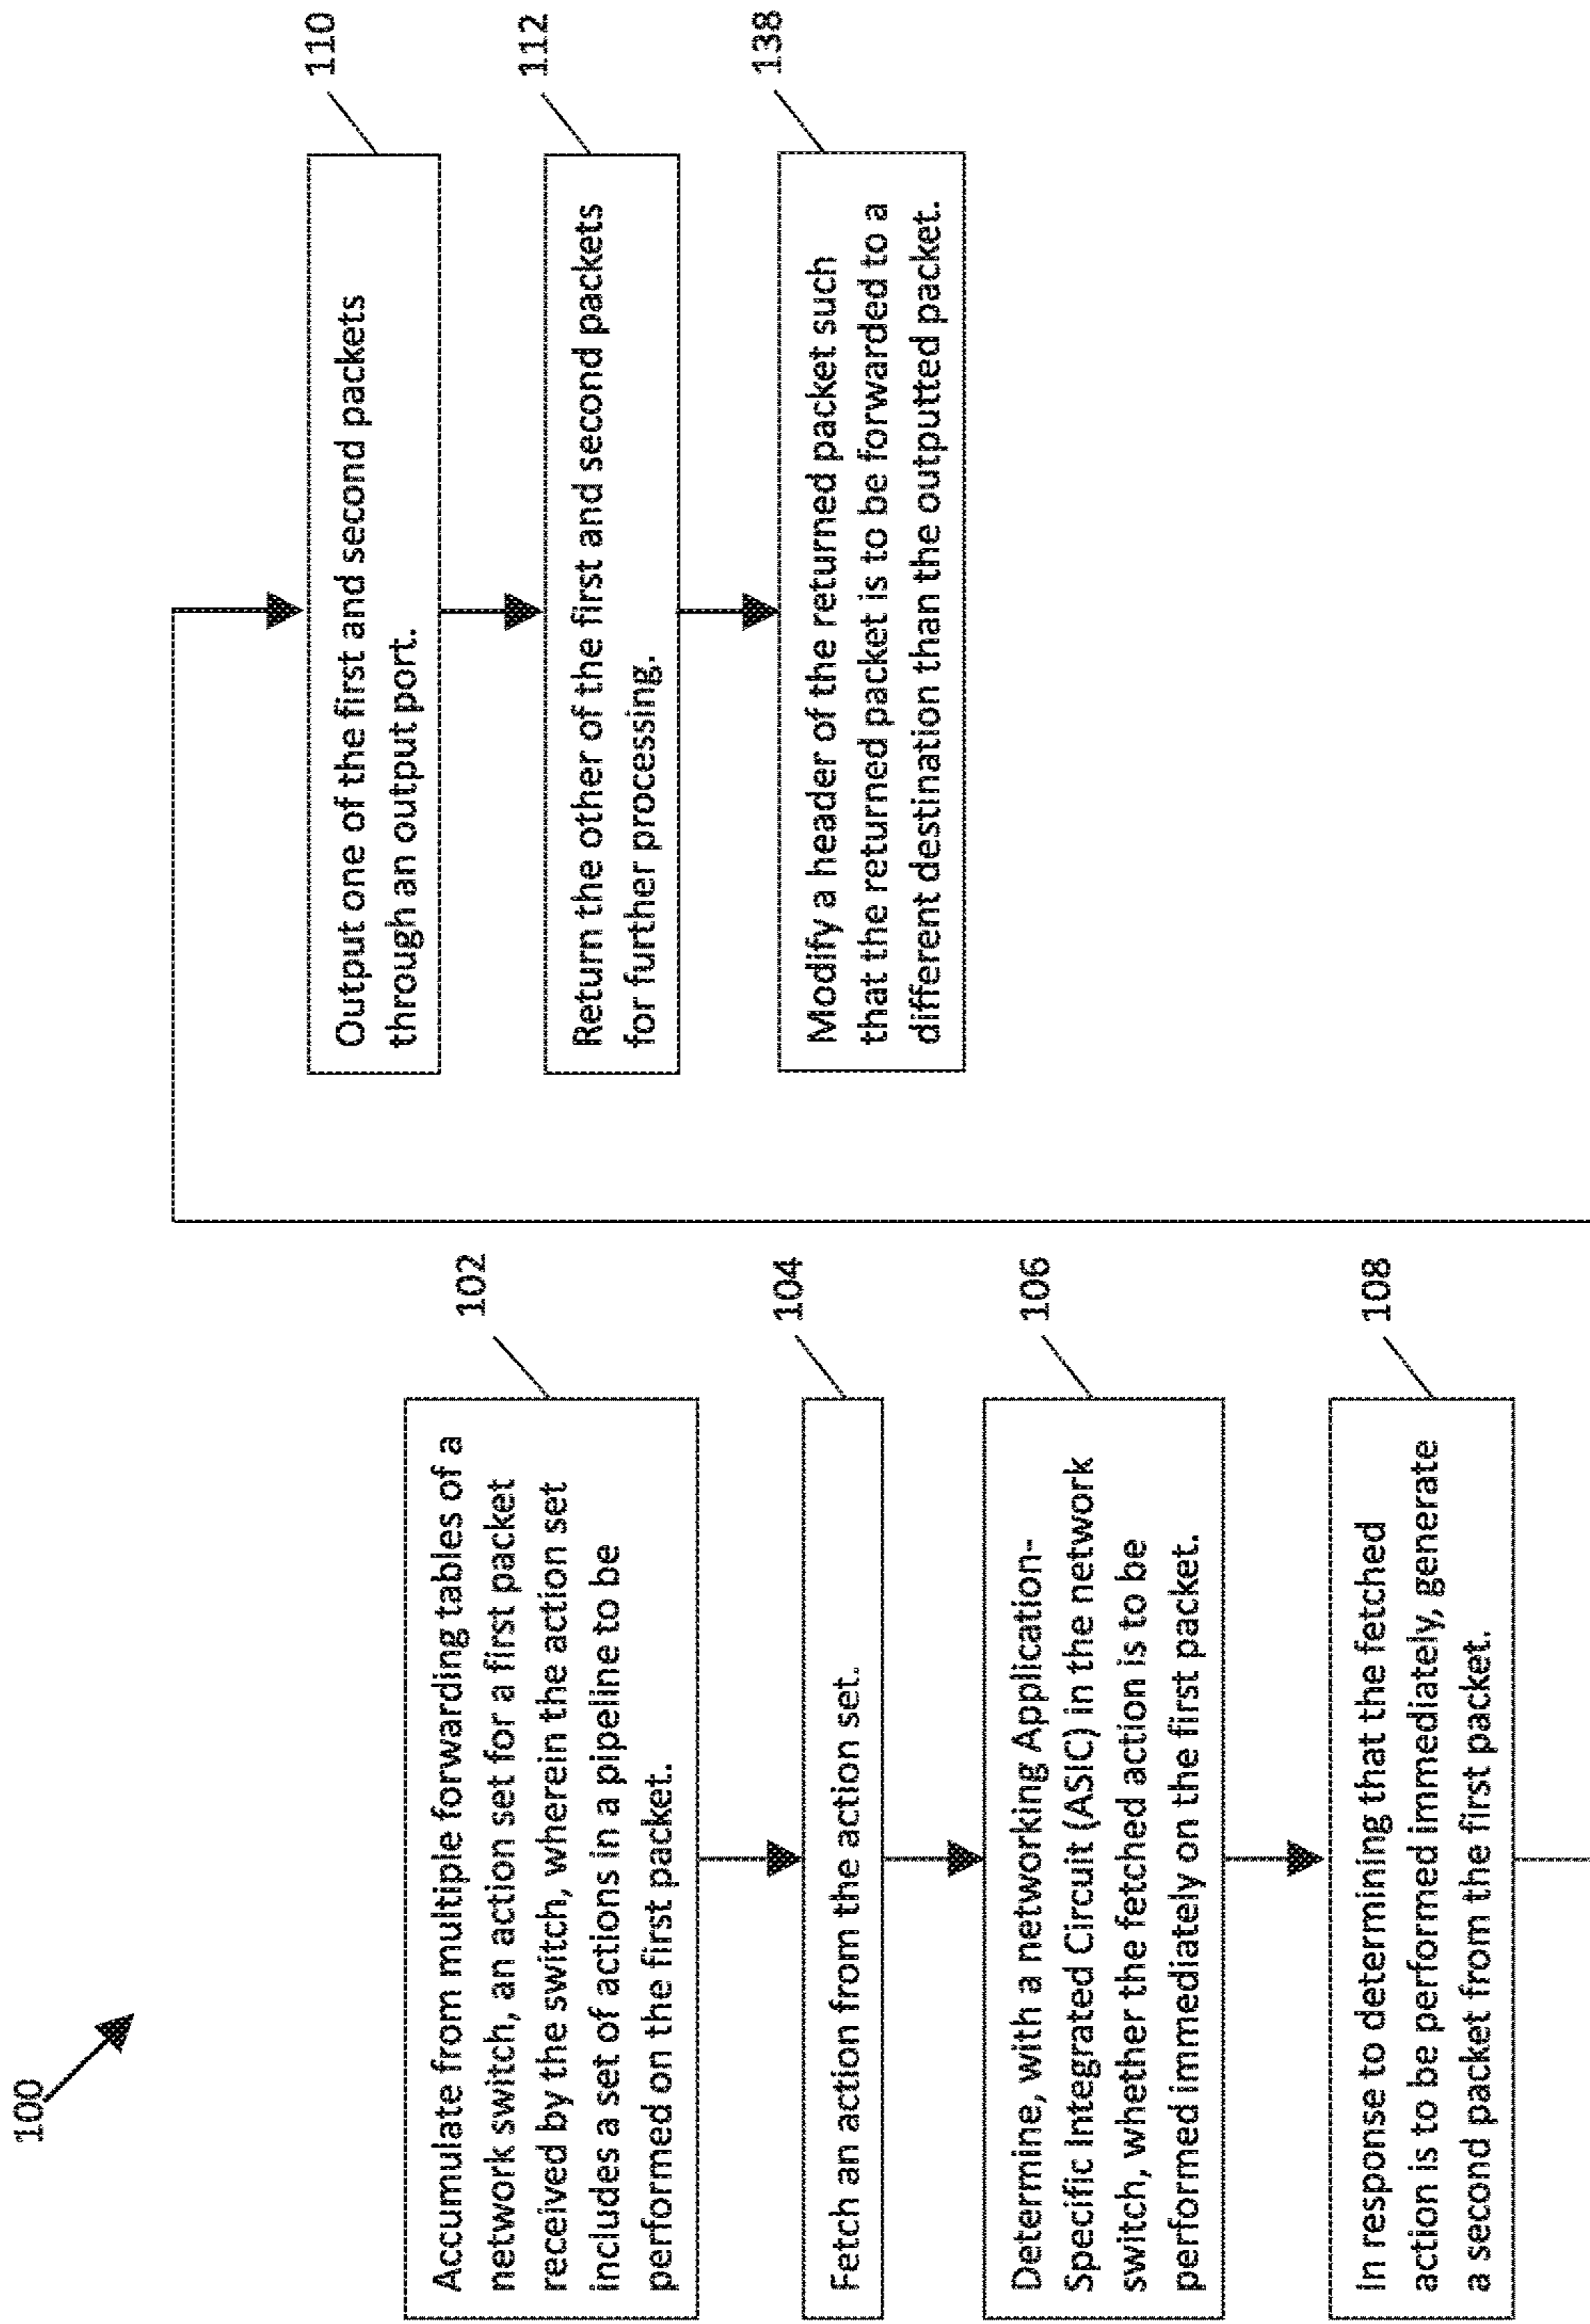 100
102
Accumulate from multiple forwarding tables of a
network switch, an action set for a first packet
received by the switch, wherein the action set
includes a set of actions in a pipeline to be
performed on the first packet.
104
Fetch an action from the action set.
106
Determine, with a networking Application-
Specific Integrated Circuit (ASIC) in the network
switch, whether the fetched action is to be
performed immediately on the first packet.
108
In response to determining that the fetched
action is to be performed immediately, generate
a second packet from the first packet.
110
Output one of the first and second packets
through an output port.
112
Return the other of the first and second packets
for further processing.
138
Modify a header of the returned packet such
that the returned packet is to be forwarded to a
different destination than the outputted packet.